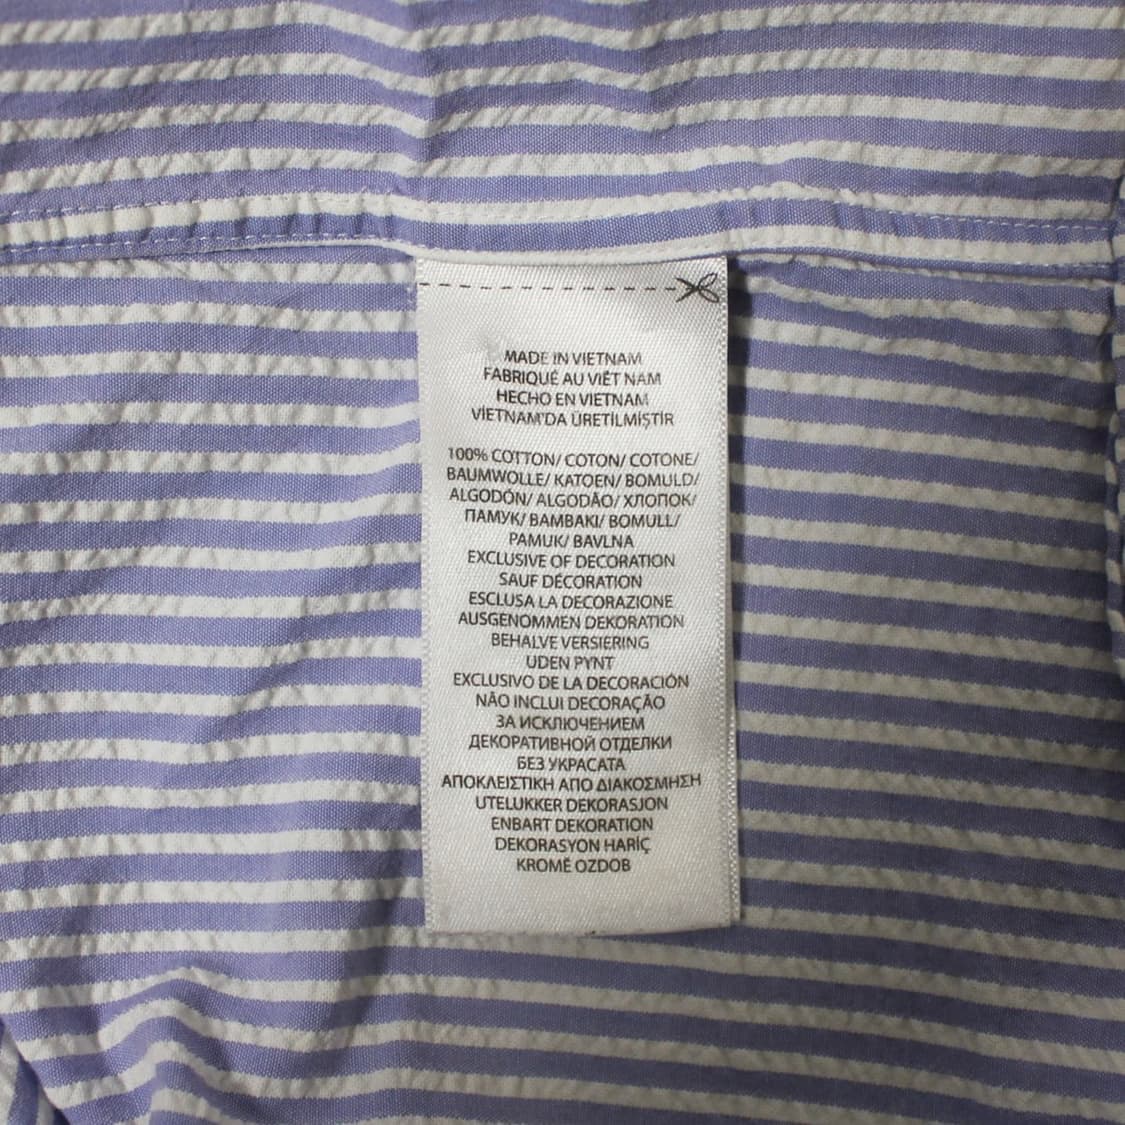 MADE IN VIETNAM
FABRIQUÉ AU VIÊT NAM
HECHO EN VIETNAM
VİETNAM'DA ÜRETİLMİŞTİR
100% COTTON/ COTON/ COTONE/
BAUMWOLLE/ KATOEN/ BOMULD/
ALGODÓN/ ALGODÃO/ ХЛОПОК/
ПАМУК/ ΒΑΜΒΑΚΙ/ BOMULL/
PAMUK/ BAVLNA
EXCLUSIVE OF DECORATION
SAUF DÉCORATION
ESCLUSA LA DECORAZIONE
AUSGENOMMEN DEKORATION
BEHALVE VERSIERING
UDEN PYNT
EXCLUSIVO DE LA DECORACIÓN
NÃO INCLUI DECORAÇÃO
ЗА ИСКЛЮЧЕНИЕМ
ДЕКОРАТИВНОЙ ОТДЕЛКИ
БЕЗ УКРАСАТА
ΑΠΟΚΛΕΙΣΤΙΚΗ ΑΠΟ ΔΙΑΚΟΣΜΗΣΗ
UTELUKKER DEKORASJON
ENBART DEKORATION
DEKORASYON HARİÇ
KROMĚ OZDOB